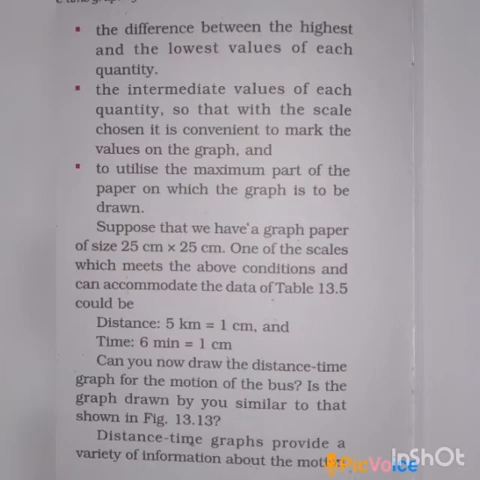 ▪ the difference between the highest
and the lowest values of each
quantity.
▪ the intermediate values of each
quantity, so that with the scale
chosen it is convenient to mark the
values on the graph, and
▪ to utilise the maximum part of the
paper on which the graph is to be
drawn.
Suppose that we have a graph paper
of size 25 cm × 25 cm. One of the scales
which meets the above conditions and
can accommodate the data of Table 13.5
could be
Distance: 5 km = 1 cm, and
Time: 6 min = 1 cm
Can you now draw the distance-time
graph for the motion of the bus? Is the
graph drawn by you similar to that
shown in Fig. 13.13?
Distance-time graphs provide a
variety of information about the
PicVoice
InShOt